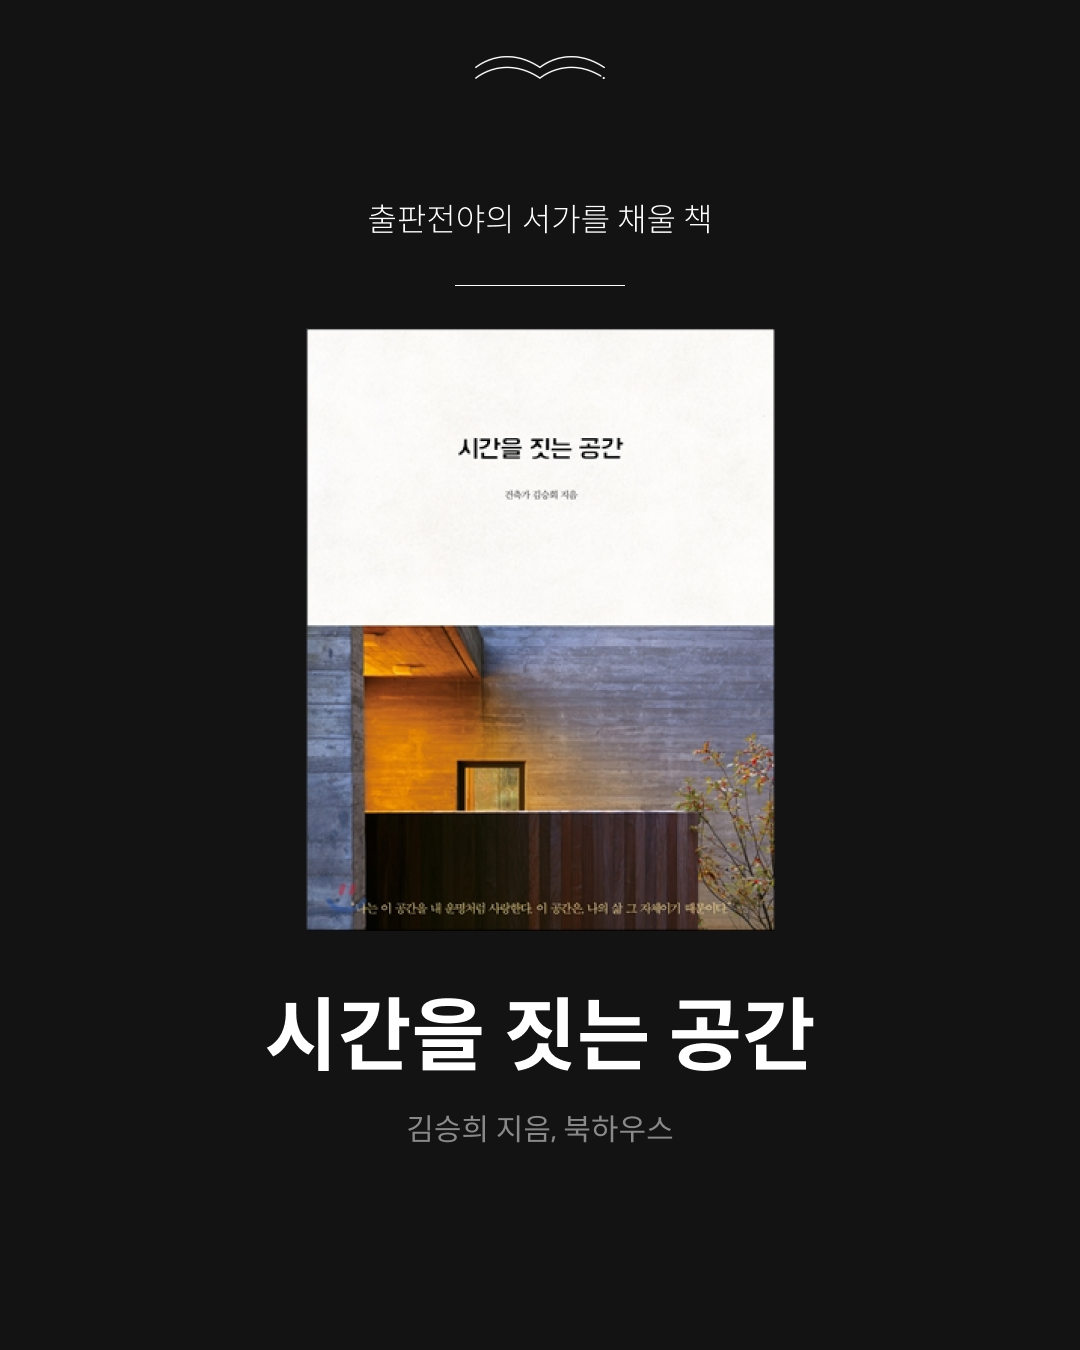 출판전야의 서가를 채울 책
시간을 짓는 공간
건축가 김승회 지음
"나는 이 공간을 내 운명처럼 사랑한다. 이 공간은, 나의 삶 그 자체이기 때문이다."
시간을 짓는 공간
김승희 지음, 북하우스